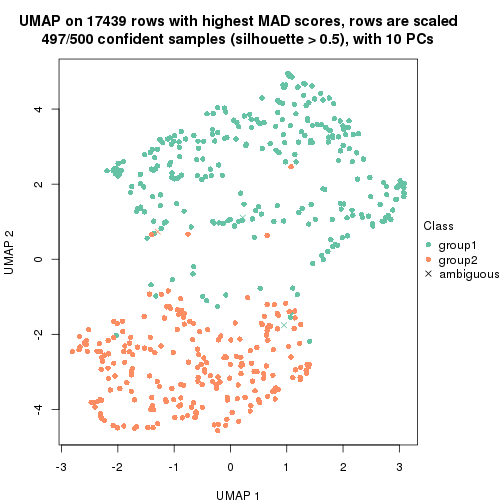 UMAP on 17439 rows with highest MAD scores, rows are scaled
497/500 confident samples (silhouette > 0.5), with 10 PCs
4
2
0
-2
-4
UMAP 2
-3 -2 -1 0 1 2 3
UMAP 1
Class
group1
group2
ambiguous